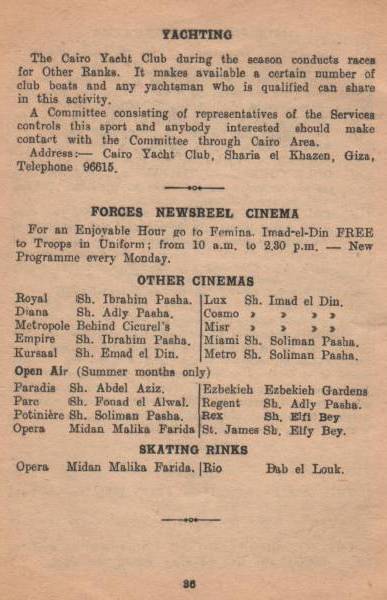 YACHTING
The Cairo Yacht Club during the season conducts races
for Other Ranks. It makes available a certain number of
club boats and any yachtsman who is qualified can share
in this activity.
A Committee consisting of representatives of the Services
controls this sport and anybody interested should make
contact with the Committee through Cairo Area.
Address:— Cairo Yacht Club, Sharia el Khazen, Giza,
Telephone 96615.
FORCES NEWSREEL CINEMA
For an Enjoyable Hour go to Femina. Imad-el-Din FREE
to Troops in Uniform; from 10 a.m. to 2.30 p.m. — New
Programme every Monday.
OTHER CINEMAS
Royal Sh. Ibrahim Pasha. | Lux Sh. Imad el Din.
Diana Sh. Adly Pasha. | Cosmo » » » »
Metropole Behind Cicurel's | Misr » » » »
Empire Sh. Ibrahim Pasha. | Miami Sh. Soliman Pasha.
Kursaal Sh. Emad el Din. | Metro Sh. Soliman Pasha.
Open Air (Summer months only)
Paradis Sh. Abdel Aziz. | Ezbekieh Ezbekieh Gardens
Parc Sh. Fonad el Alwal. | Regent Sh. Adly Pasha.
Potinière Sh. Soliman Pasha. | Rex Sh. Elfi Bey
Opera Midan Malika Farida | St. James Sh. Elfy Bey.
SKATING RINKS
Opera Midan Malika Farida. | Rio Bab el Louk.
36